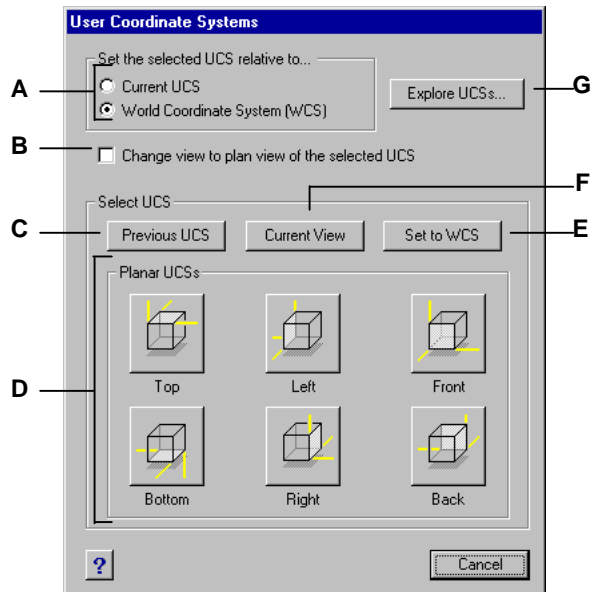 User Coordinate Systems
Set the selected UCS relative to...
A
Current UCS
World Coordinate System (WCS)
Explore UCSs...
G
B
Change view to plan view of the selected UCS
F
Select UCS
C
Previous UCS
Current View
Set to WCS
E
Planar UCSs
D
Top
Left
Front
Bottom
Right
Back
?
Cancel